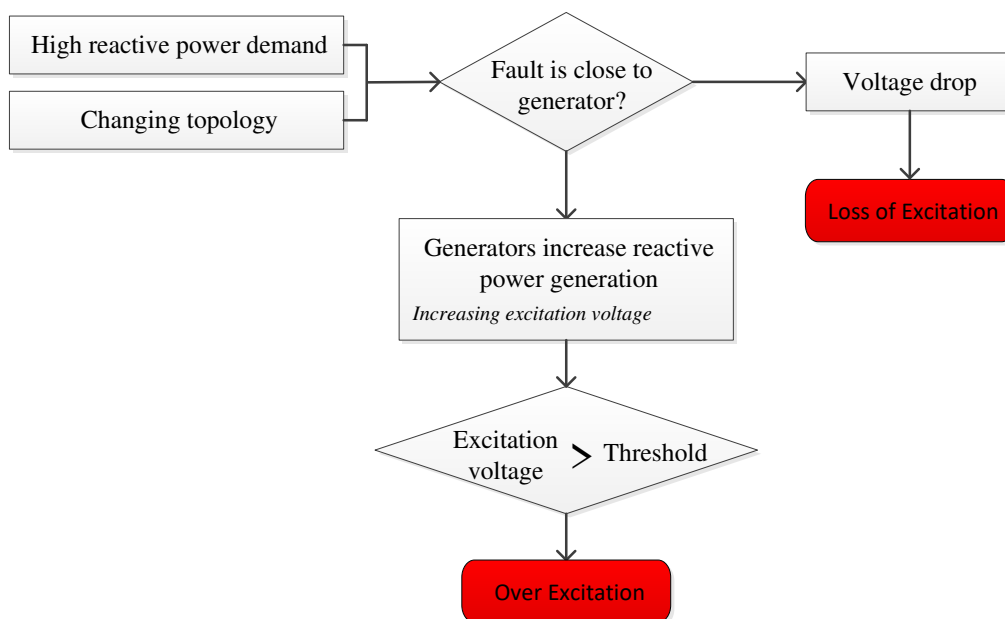 High reactive power demand
Changing topology
Fault is close to
generator?
Voltage drop
Loss of Excitation
Generators increase reactive
power generation
Increasing excitation voltage
Excitation
voltage
>
Threshold
Over Excitation